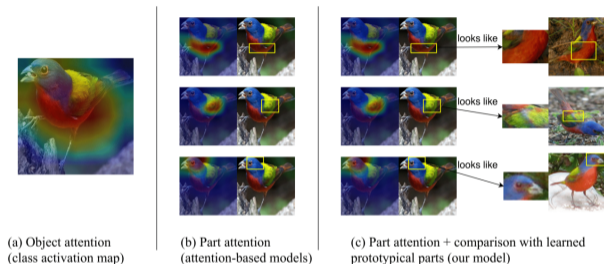 looks like
looks like
looks like
(a) Object attention
(class activation map)
(b) Part attention
(attention-based models)
(c) Part attention + comparison with learned
prototypical parts (our model)